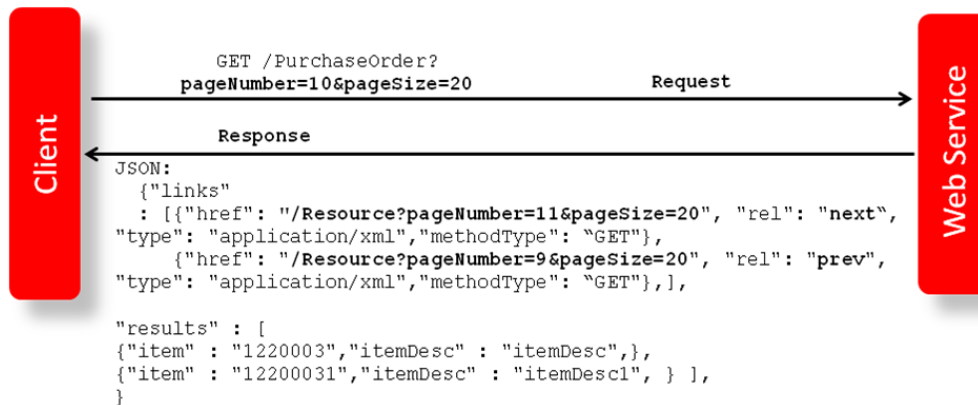 Client
GET /PurchaseOrder?
pageNumber=10&pageSize=20
Request
Web Service
Response
JSON:
{"links"
: [{"href": "/Resource?pageNumber=11&pageSize=20", "rel": "next‟,
"type": "application/xml","methodType": ‟GET"},
{"href": "/Resource?pageNumber=9&pageSize=20", "rel": "prev",
"type": "application/xml","methodType": ‟GET"},],
"results" : [
{"item" : "1220003","itemDesc" : "itemDesc",},
{"item" : "12200031","itemDesc" : "itemDesc1", } ],
}